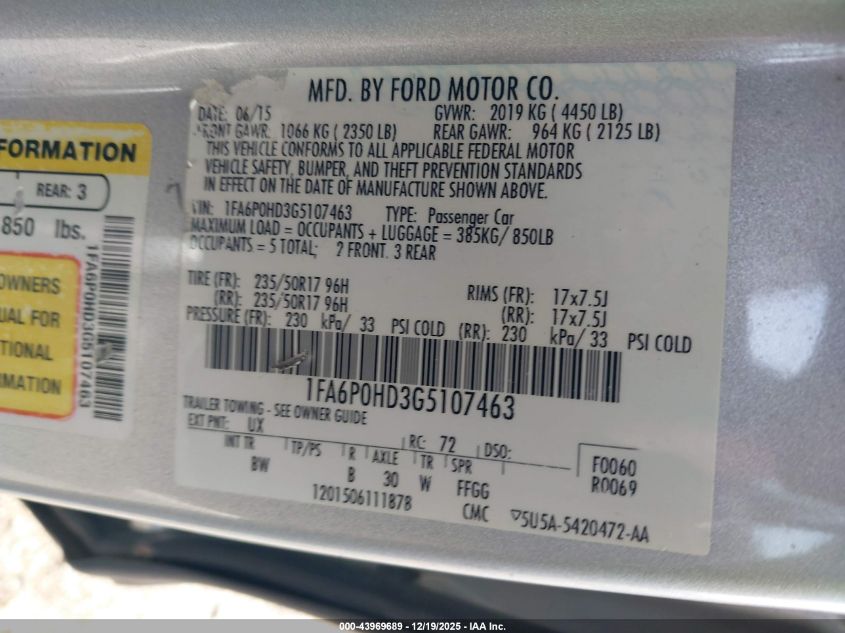 FORMATION
REAR: 3
850 lbs.
OWNERS
UAL FOR
TIONAL
RMATION
1FA6P0HD3G5107463
MFD. BY FORD MOTOR CO.
DATE: 06/15 GVWR: 2019 KG ( 4450 LB)
FRONT GAWR: 1066 KG ( 2350 LB) REAR GAWR: 964 KG ( 2125 LB)
THIS VEHICLE CONFORMS TO ALL APPLICABLE FEDERAL MOTOR
VEHICLE SAFETY, BUMPER, AND THEFT PREVENTION STANDARDS
IN EFFECT ON THE DATE OF MANUFACTURE SHOWN ABOVE.
VIN: 1FA6P0HD3G5107463 TYPE: Passenger Car
MAXIMUM LOAD = OCCUPANTS + LUGGAGE = 385KG/ 850LB
OCCUPANTS = 5 TOTAL; 2 FRONT. 3 REAR
TIRE (FR): 235/50R17 96H RIMS (FR): 17x7.5J
(RR): 235/50R17 96H (RR): 17x7.5J
PRESSURE (FR): 230 kPa/ 33 PSI COLD (RR): 230 kPa/ 33 PSI COLD
1FA6P0HD3G5107463
TRAILER TOWING - SEE OWNER GUIDE
EXT PNT: UX RC: 72 DSO:
INT TR TP/PS R AXLE TR SPR F0060
BW B 30 W FFGG R0069
1201506111878 CMC ▽5U5A-5420472-AA
000-43969689 - 12/19/2025 - IAA Inc.